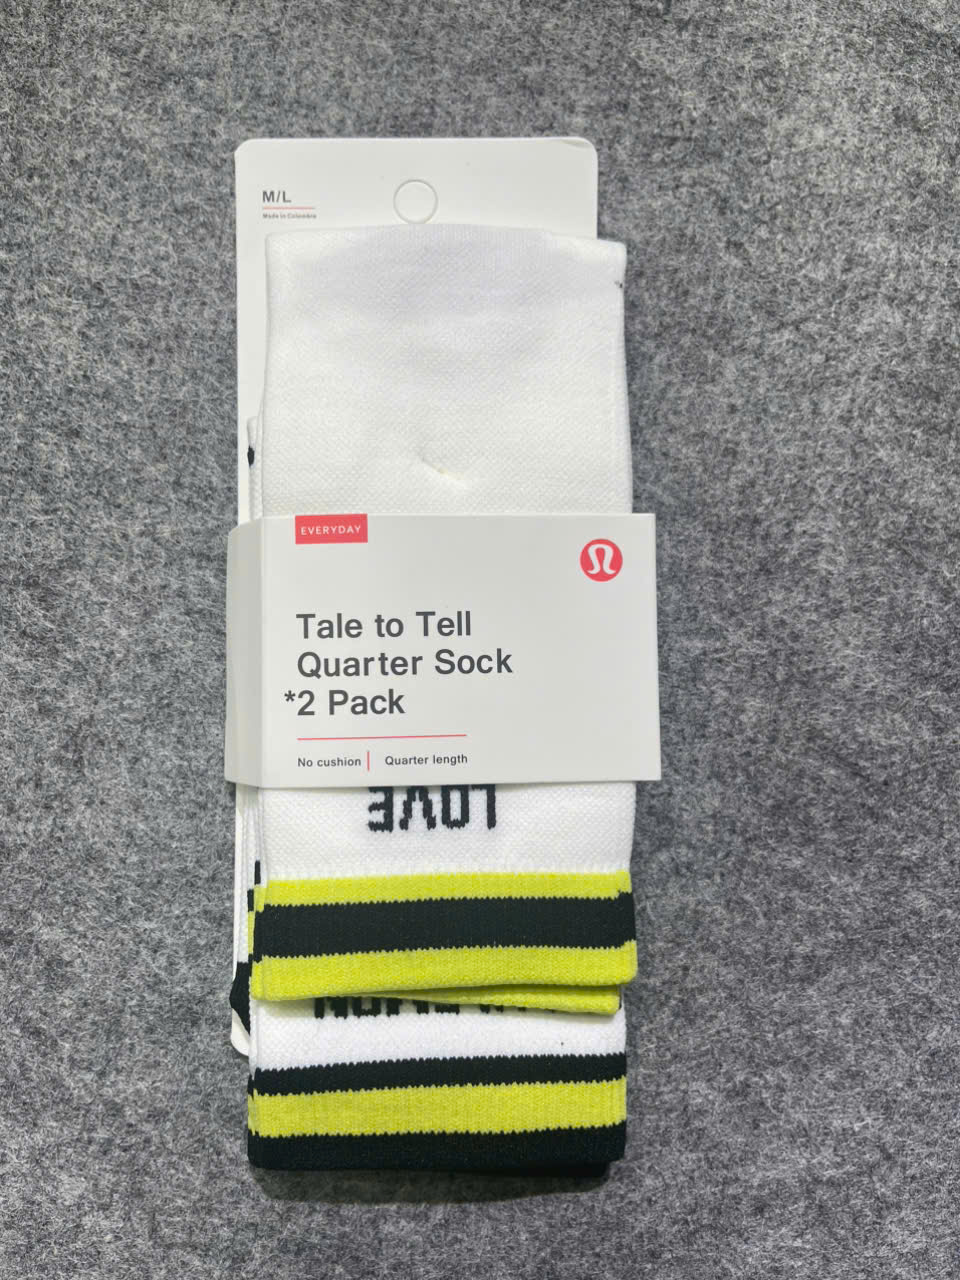 M/L
Made in Colombia
EVERYDAY
Tale to Tell
Quarter Sock
*2 Pack
No cushion | Quarter length
LOVE